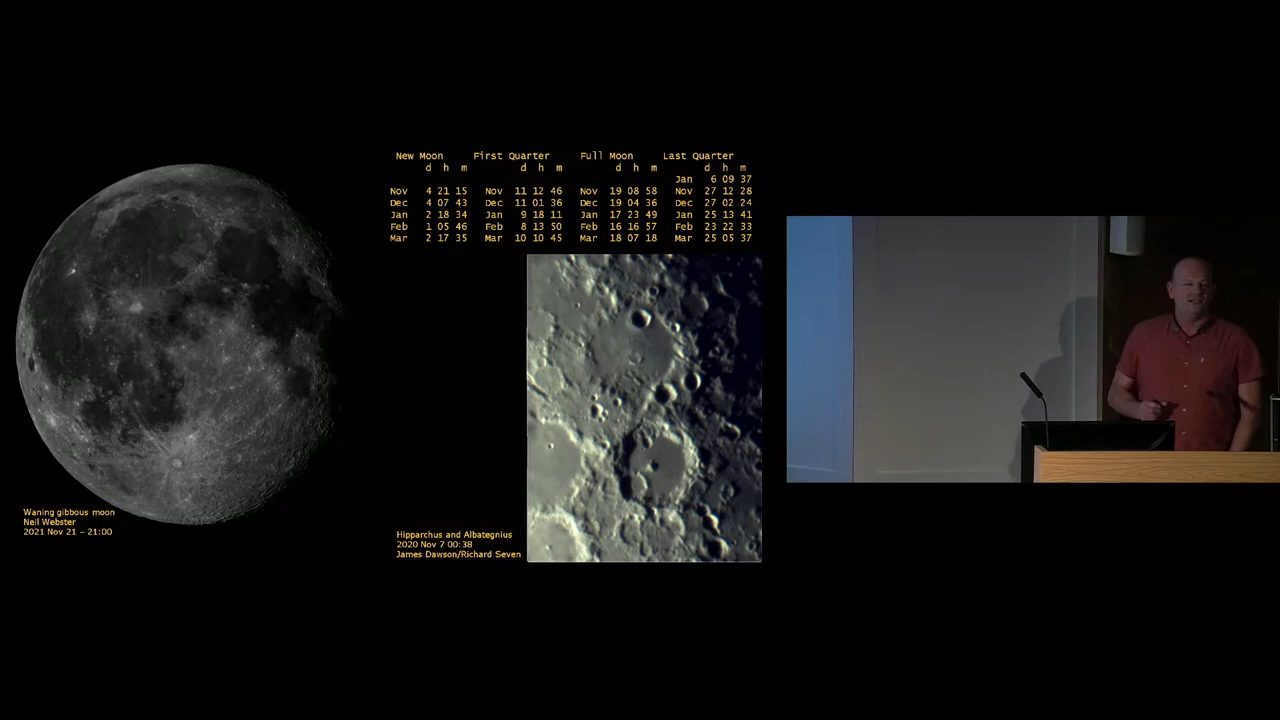 New Moon First Quarter Full Moon Last Quarter
d h m d h m d h m d h m
Jan 6 09 37
Nov 4 21 15 Nov 11 12 46 Nov 19 08 58 Nov 27 12 28
Dec 4 07 43 Dec 11 01 36 Dec 19 04 36 Dec 27 02 24
Jan 2 18 34 Jan 9 18 11 Jan 17 23 49 Jan 25 13 41
Feb 1 05 46 Feb 8 13 50 Feb 16 16 57 Feb 23 22 33
Mar 2 17 35 Mar 10 10 45 Mar 18 07 18 Mar 25 05 37
Waning gibbous moon
Neil Webster
2021 Nov 21 – 21:00
Hipparchus and Albategnius
2020 Nov 7 00:38
James Dawson/Richard Seven